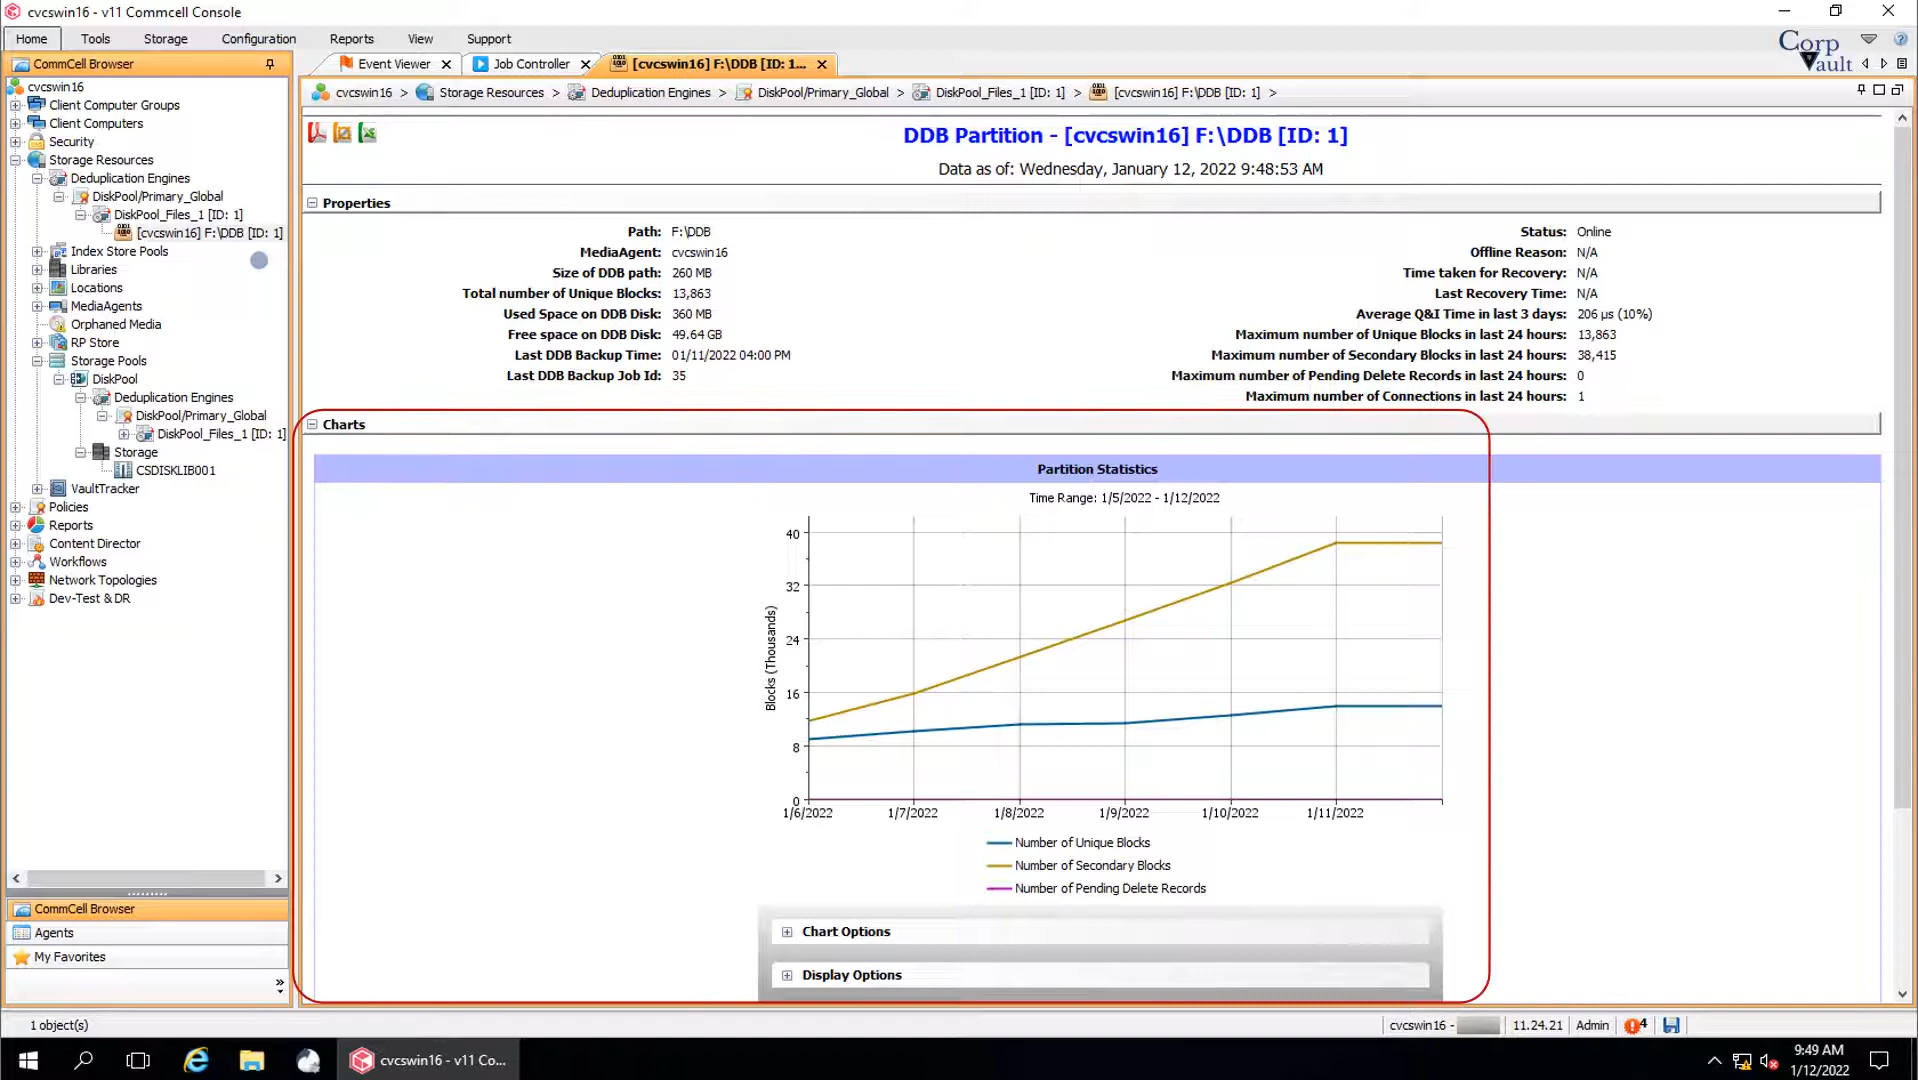 cvcswin16 - v11 Commcell Console
Home Tools Storage Configuration Reports View Support
Corp Vault
CommCell Browser
Event Viewer Job Controller [cvcswin16] F:\DDB [ID: 1...
cvcswin16 > Storage Resources > Deduplication Engines > DiskPool/Primary_Global > DiskPool_Files_1 [ID: 1] > [cvcswin16] F:\DDB [ID: 1] >
cvcswin16
Client Computer Groups
Client Computers
Security
Storage Resources
Deduplication Engines
DiskPool/Primary_Global
DiskPool_Files_1 [ID: 1]
[cvcswin16] F:\DDB [ID: 1]
Index Store Pools
Libraries
Locations
MediaAgents
Orphaned Media
RP Store
Storage Pools
DiskPool
Deduplication Engines
DiskPool/Primary_Global
DiskPool_Files_1 [ID: 1]
Storage
CSDISKLIB001
VaultTracker
Policies
Reports
Content Director
Workflows
Network Topologies
Dev-Test & DR
CommCell Browser
Agents
My Favorites
DDB Partition - [cvcswin16] F:\DDB [ID: 1]
Data as of: Wednesday, January 12, 2022 9:48:53 AM
Properties
Path: F:\DDB
MediaAgent: cvcswin16
Size of DDB path: 260 MB
Total number of Unique Blocks: 13,863
Used Space on DDB Disk: 360 MB
Free space on DDB Disk: 49.64 GB
Last DDB Backup Time: 01/11/2022 04:00 PM
Last DDB Backup Job Id: 35
Status: Online
Offline Reason: N/A
Time taken for Recovery: N/A
Last Recovery Time: N/A
Average Q&I Time in last 3 days: 206 µs (10%)
Maximum number of Unique Blocks in last 24 hours: 13,863
Maximum number of Secondary Blocks in last 24 hours: 38,415
Maximum number of Pending Delete Records in last 24 hours: 0
Maximum number of Connections in last 24 hours: 1
Charts
Partition Statistics
Time Range: 1/5/2022 - 1/12/2022
Blocks (Thousands)
40
32
24
16
8
0
1/6/2022 1/7/2022 1/8/2022 1/9/2022 1/10/2022 1/11/2022
Number of Unique Blocks
Number of Secondary Blocks
Number of Pending Delete Records
Chart Options
Display Options
1 object(s)
cvcswin16 - 11.24.21 Admin 4
cvcswin16 - v11 Co...
9:49 AM
1/12/2022